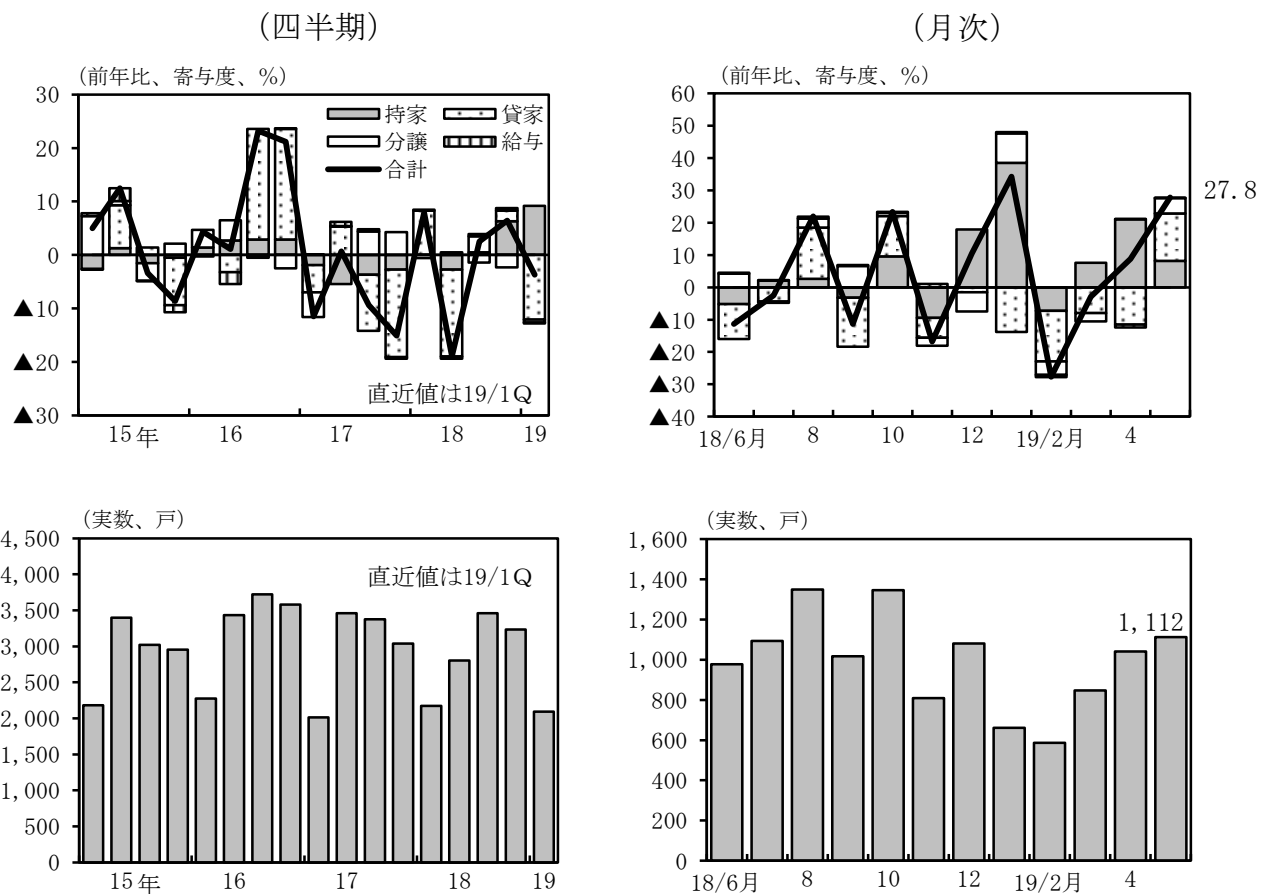 (四半期)
(前年比、寄与度、%)
持家 貸家
分譲 給与
合計
30
20
10
0
▲ 10
▲ 20
▲ 30
直近値は19/1Q
15年 16 17 18 19
(月次)
(前年比、寄与度、%)
60
50
40
30
20
10
0
▲ 10
▲ 20
▲ 30
▲ 40
27.8
18/6月 8 10 12 19/2月 4
(実数、戸)
4,500
4,000
3,500
3,000
2,500
2,000
1,500
1,000
500
0
直近値は19/1Q
15年 16 17 18 19
(実数、戸)
1,600
1,400
1,200
1,000
800
600
400
200
0
1,112
18/6月 8 10 12 19/2月 4